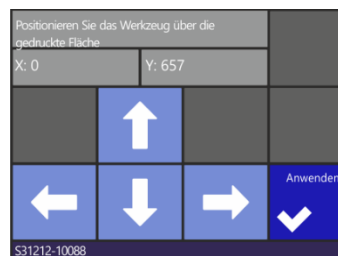 Positionieren Sie das Werkzeug über die
gedruckte Fläche
X: 0
Y: 657
Anwenden
S31212-10088